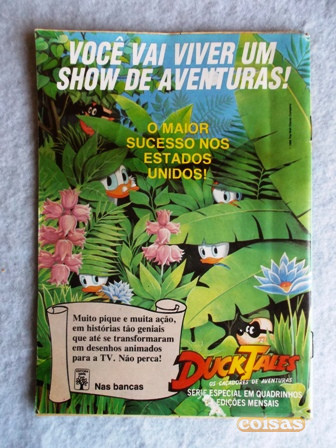 VOCÊ VAI VIVER UM
SHOW DE AVENTURAS!
O MAIOR
SUCESSO NOS
ESTADOS
UNIDOS!
Muito pique e muita ação,
em histórias tão geniais
que até se transformaram
em desenhos animados
para a TV. Não perca!
Abril
Nas bancas
DUCKTALES
OS CAÇADORES DE AVENTURAS
SÉRIE ESPECIAL EM QUADRINHOS
EDIÇÕES MENSAIS
coisas